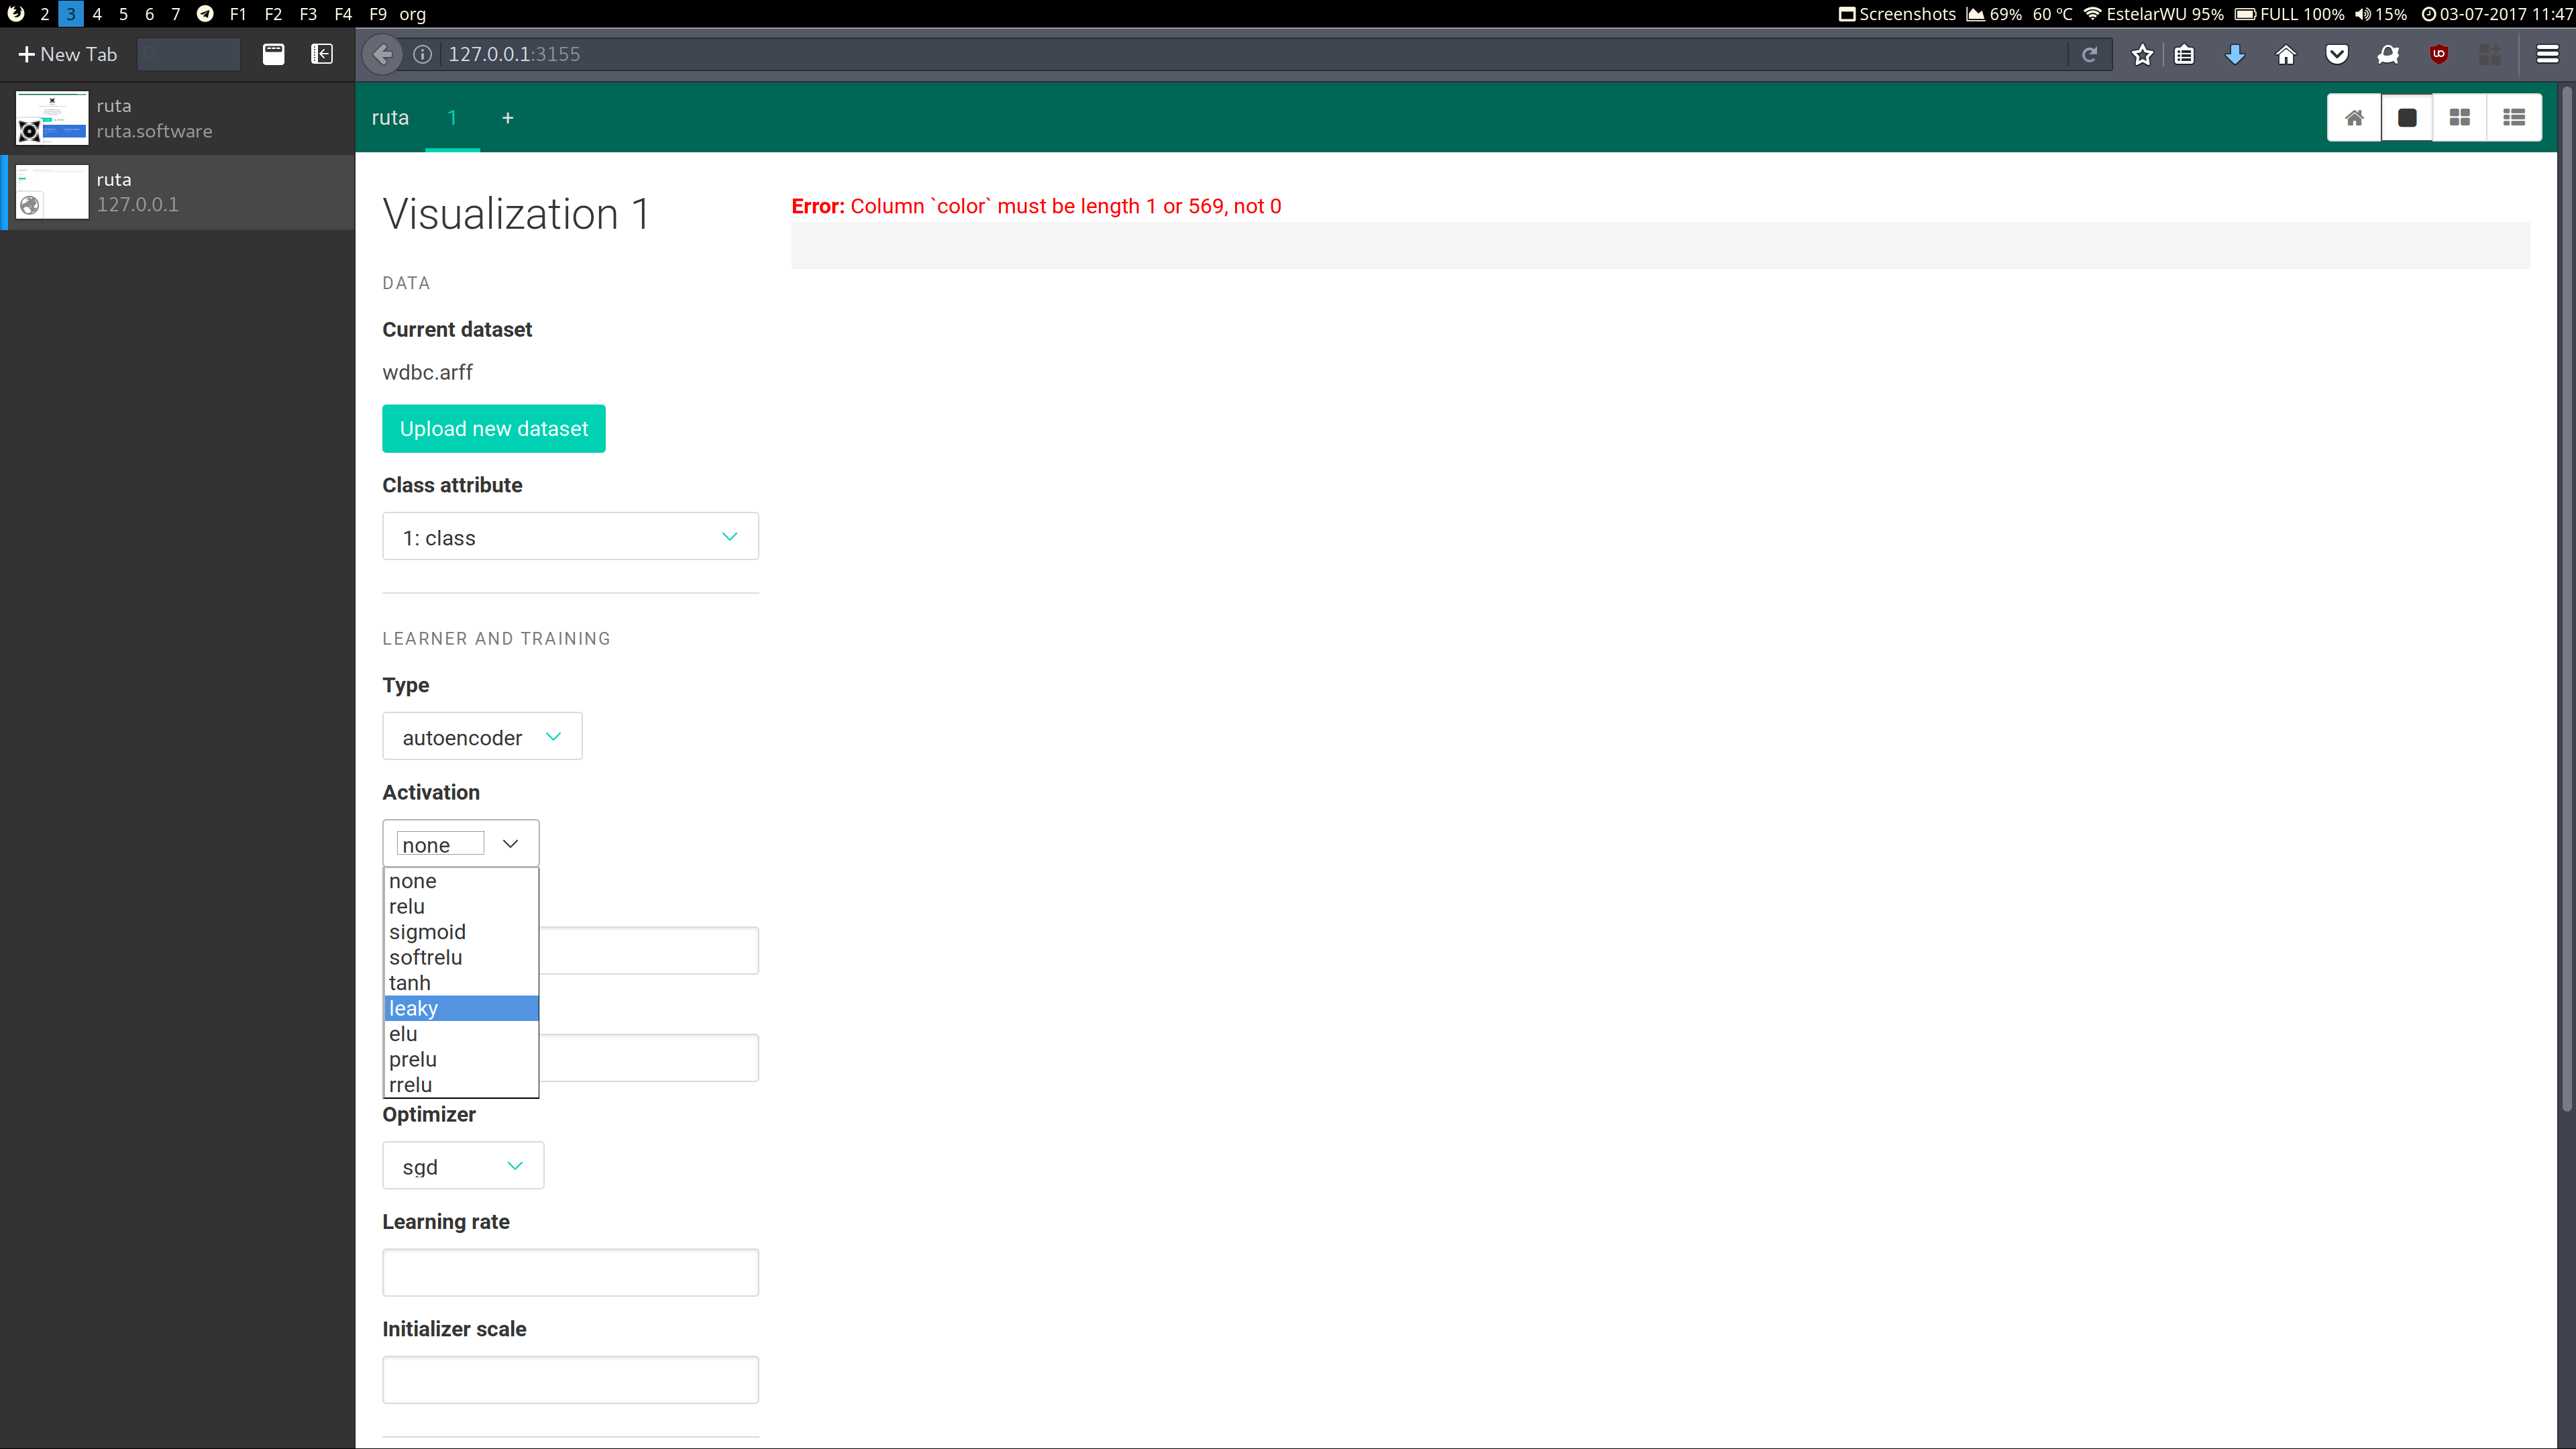 2 3 4 5 6 7 F1 F2 F3 F4 F9 org Screenshots 69% 60 ºC EstelarWU 95% FULL 100% 15% 03-07-2017 11:47
+ New Tab 127.0.0.1:3155
ruta
ruta.software
ruta
127.0.0.1
ruta 1 +
Visualization 1
Error: Column `color` must be length 1 or 569, not 0
DATA
Current dataset
wdbc.arff
Upload new dataset
Class attribute
1: class
LEARNER AND TRAINING
Type
autoencoder
Activation
none
none
relu
sigmoid
softrelu
tanh
leaky
elu
prelu
rrelu
Optimizer
sgd
Learning rate
Initializer scale